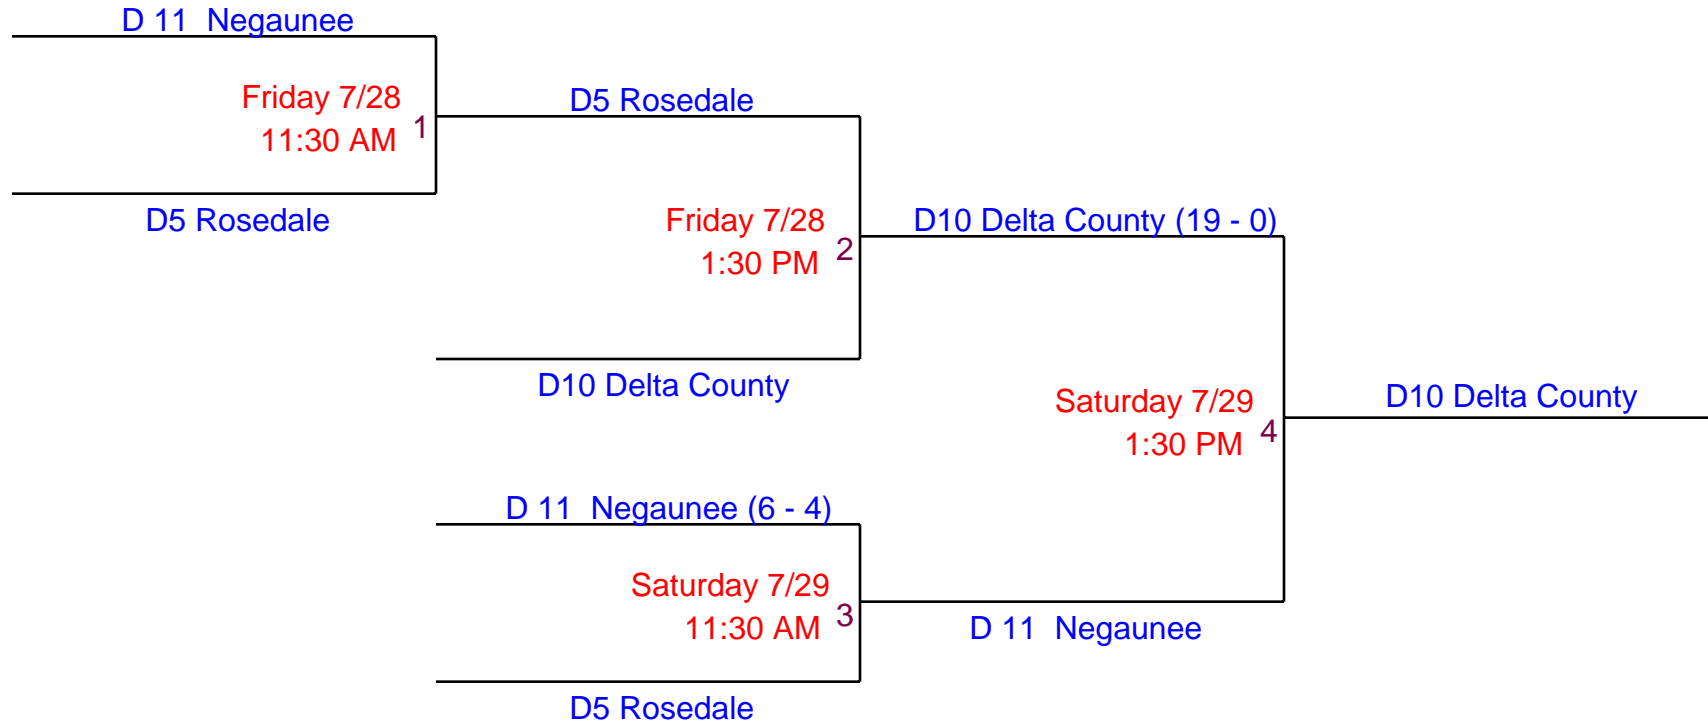 D 11  Negaunee
Friday 7/28
11:30 AM
1
D5 Rosedale
D5 Rosedale
Friday 7/28
1:30 PM
2
D10 Delta County
D10 Delta County (19 - 0)
Saturday 7/29
1:30 PM
4
D10 Delta County
D 11  Negaunee (6 - 4)
Saturday 7/29
11:30 AM
3
D5 Rosedale
D 11  Negaunee